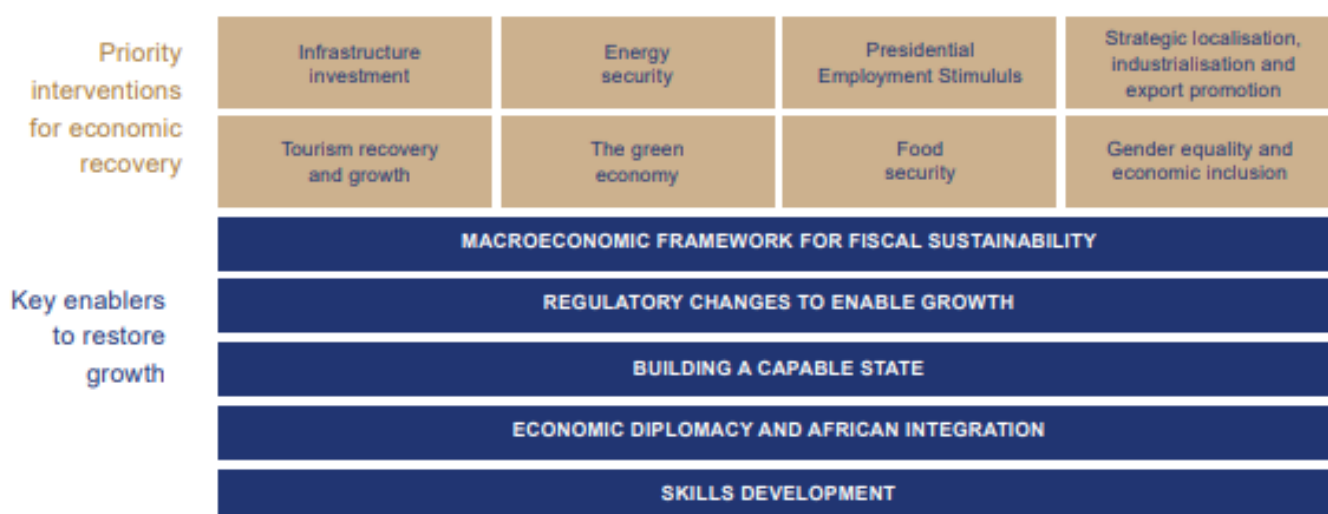 Priority
interventions
for economic
recovery
Infrastructure
investment
Energy
security
Presidential
Employment Stimululs
Strategic localisation,
industrialisation and
export promotion
Tourism recovery
and growth
The green
economy
Food
security
Gender equality and
economic inclusion
Key enablers
to restore
growth
MACROECONOMIC FRAMEWORK FOR FISCAL SUSTAINABILITY
REGULATORY CHANGES TO ENABLE GROWTH
BUILDING A CAPABLE STATE
ECONOMIC DIPLOMACY AND AFRICAN INTEGRATION
SKILLS DEVELOPMENT